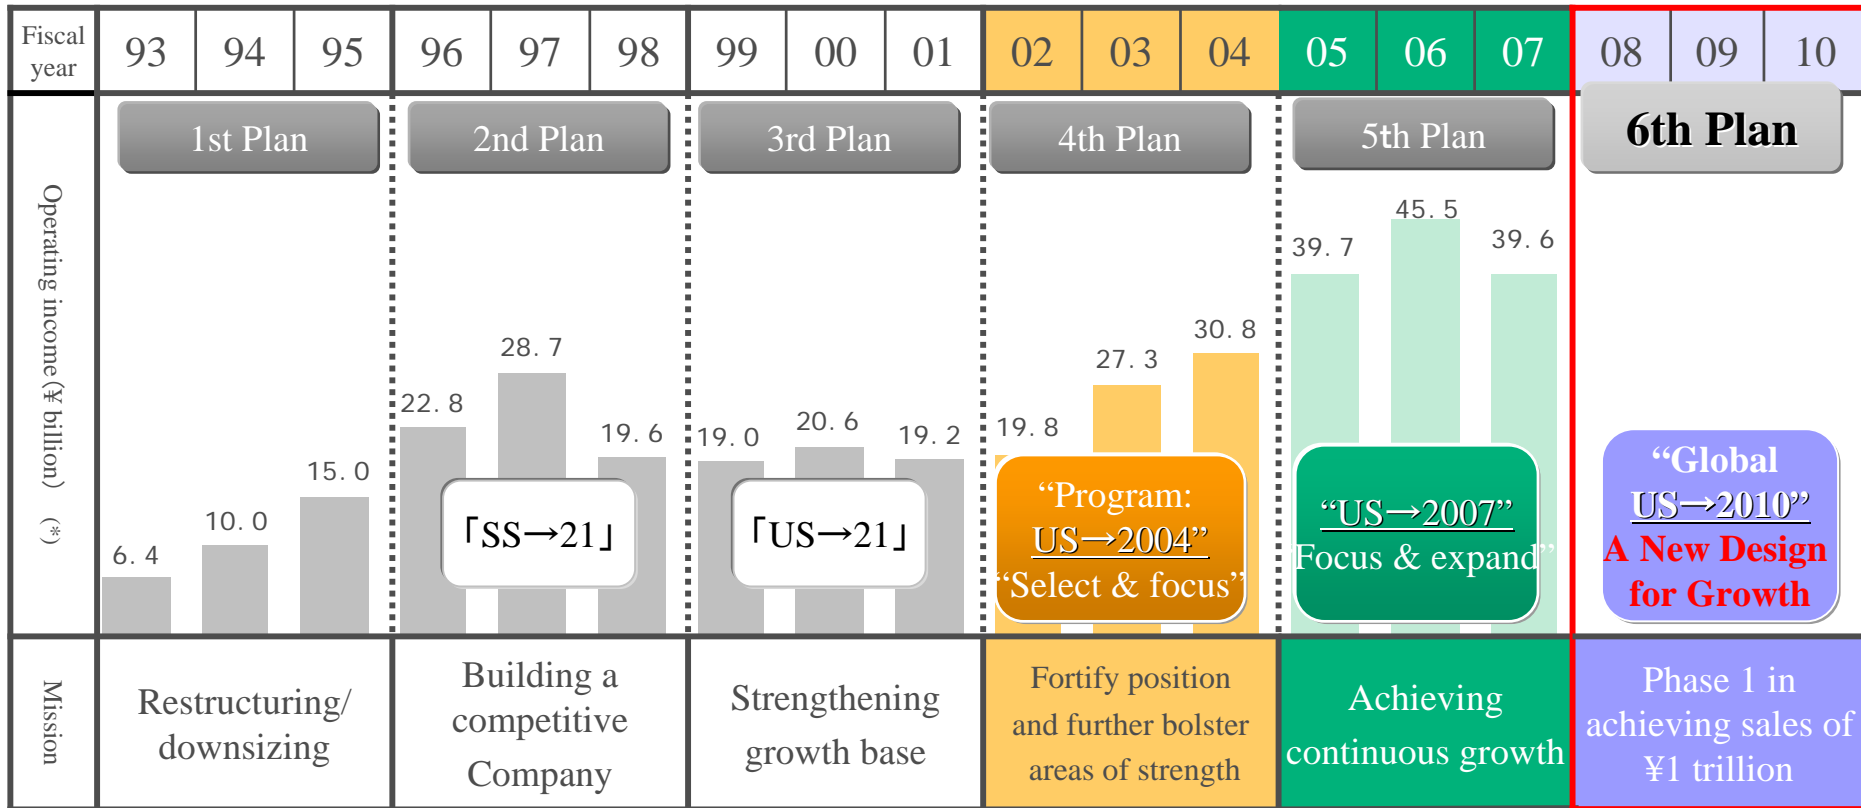 Fiscal
year
93 94 95 96 97 98 99 00 01 02 03 04 05 06 07 08 09 10
1st Plan
2nd Plan
3rd Plan
4th Plan
5th Plan
6th Plan
Operating income(¥ billion) (*)
6.4
10.0
15.0
22.8
28.7
19.6
19.0
20.6
19.2
19.8
27.3
30.8
39.7
45.5
39.6
「SS→21」
「US→21」
“Program:
US→2004”
“Select & focus”
“US→2007”
“Focus & expand”
“Global
US→2010”
A New Design
for Growth
Mission
Restructuring/
downsizing
Building a
competitive
Company
Strengthening
growth base
Fortify position
and further bolster
areas of strength
Achieving
continuous growth
Phase 1 in
achieving sales of
¥1 trillion